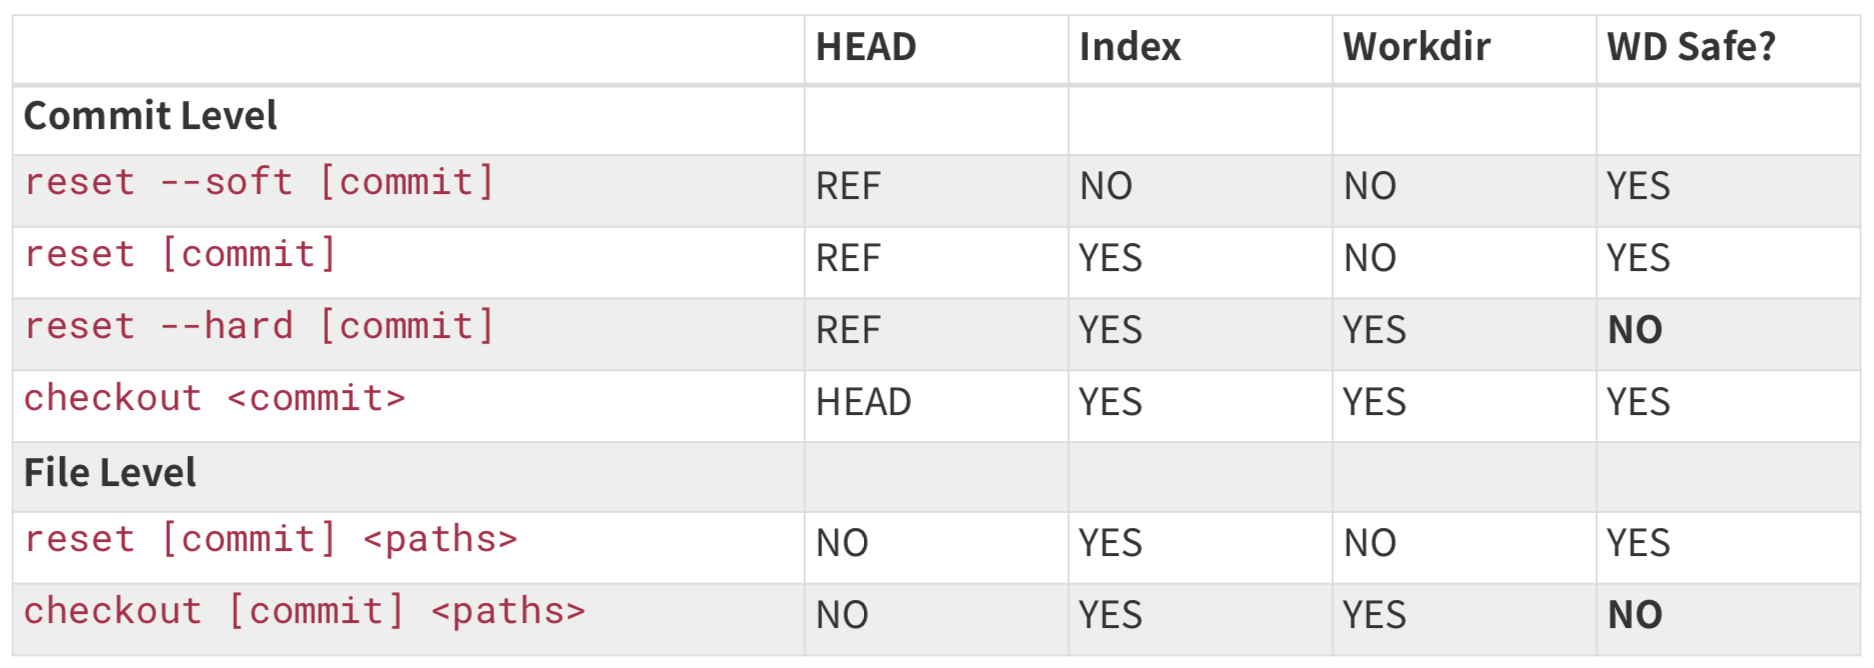 HEAD Index Workdir WD Safe?
Commit Level
reset --soft [commit] REF NO NO YES
reset [commit] REF YES NO YES
reset --hard [commit] REF YES YES NO
checkout <commit> HEAD YES YES YES
File Level
reset [commit] <paths> NO YES NO YES
checkout [commit] <paths> NO YES YES NO